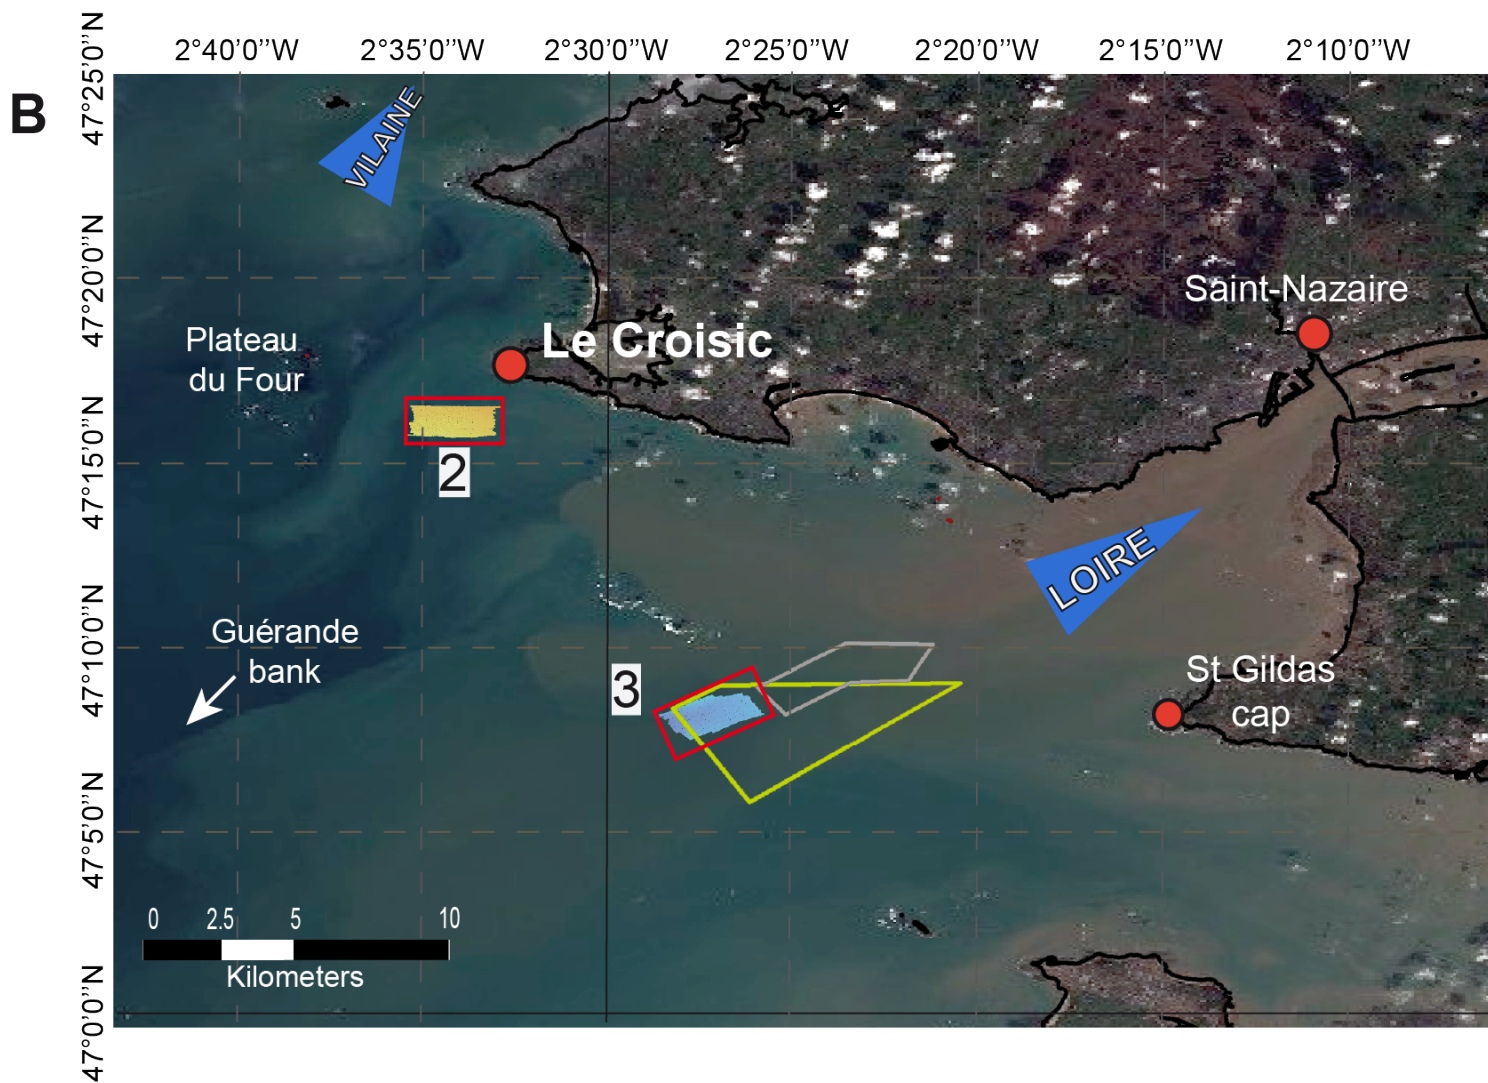 B
2°40'0''W
2°35'0''W
2°30'0''W
2°25'0''W
2°20'0''W
2°15'0''W
2°10'0''W
47°25'0''N
47°20'0''N
47°15'0''N
47°10'0''N
47°5'0''N
47°0'0''N
VILAINE
Saint-Nazaire
Plateau
du Four
Le Croisic
2
LOIRE
Guérande
bank
3
St Gildas
cap
0 2.5 5 10
Kilometers